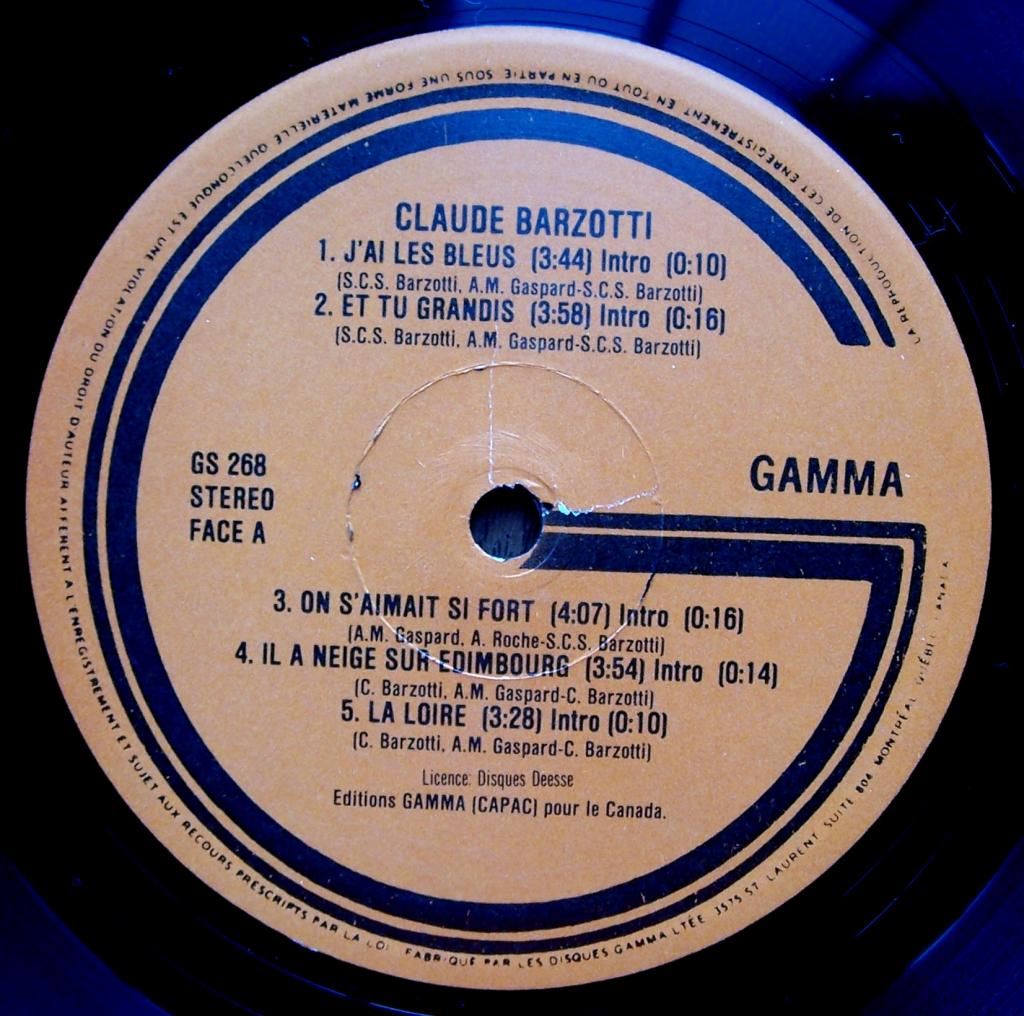 CLAUDE BARZOTTI
1. J'AI LES BLEUS (3:44) Intro (0:10)
(S.C.S. Barzotti, A.M. Gaspard-S.C.S. Barzotti)
2. ET TU GRANDIS (3:58) Intro (0:16)
(S.C.S. Barzotti, A.M. Gaspard-S.C.S. Barzotti)
GS 268
STEREO
FACE A
GAMMA
3. ON S'AIMAIT SI FORT (4:07) Intro (0:16)
(A.M. Gaspard, A. Roche-S.C.S. Barzotti)
4. IL A NEIGE SUR EDIMBOURG (3:54) Intro (0:14)
(C. Barzotti, A.M. Gaspard-C. Barzotti)
5. LA LOIRE (3:28) Intro (0:10)
(C. Barzotti, A.M. Gaspard-C. Barzotti)
Licence: Disques Deesse
Editions GAMMA (CAPAC) pour le Canada.
LA REPRODUCTION DE CET ENREGISTREMENT EN TOUT OU EN PARTIE SOUS UNE FORME MATERIELLE QUELCONQUE EST UNE VIOLATION DU DROIT D'AUTEUR AFFERENT A L'ENREGISTREMENT ET SUJET AUX RECOURS PRESCRIPTS PAR LA LOI FABRIQUE PAR LES DISQUES GAMMA LTÉE 3575 ST LAURENT SUITE 804 MONTRÉAL QUÉBEC CANADA